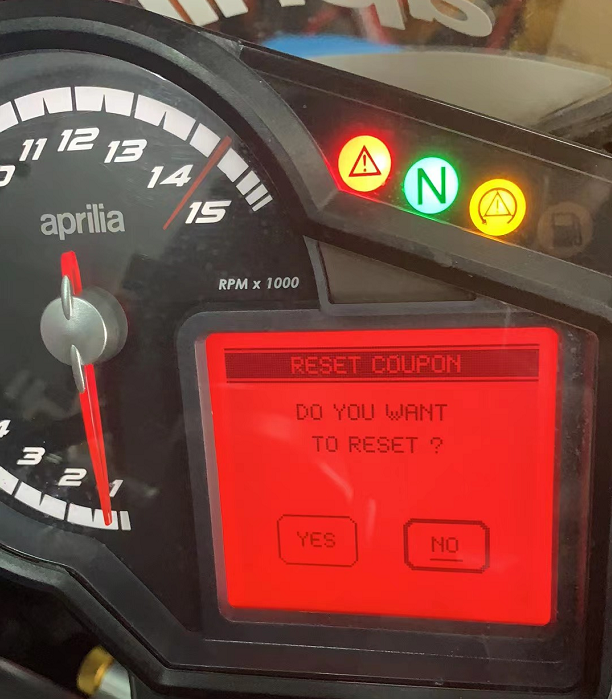 11 12 13 14 15
aprilia
N
RPM x 1000
RESET COUPON
DO YOU WANT
TO RESET ?
YES NO
4 3 2 1